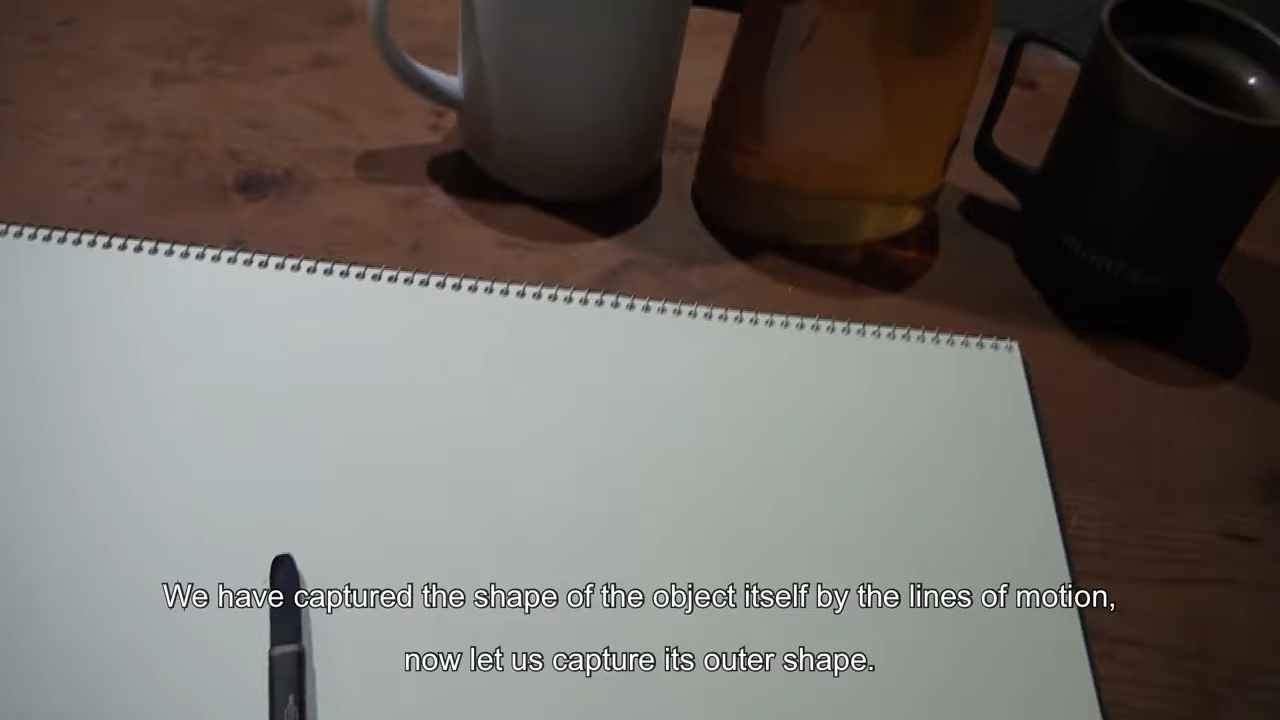 We have captured the shape of the object itself by the lines of motion,
now let us capture its outer shape.